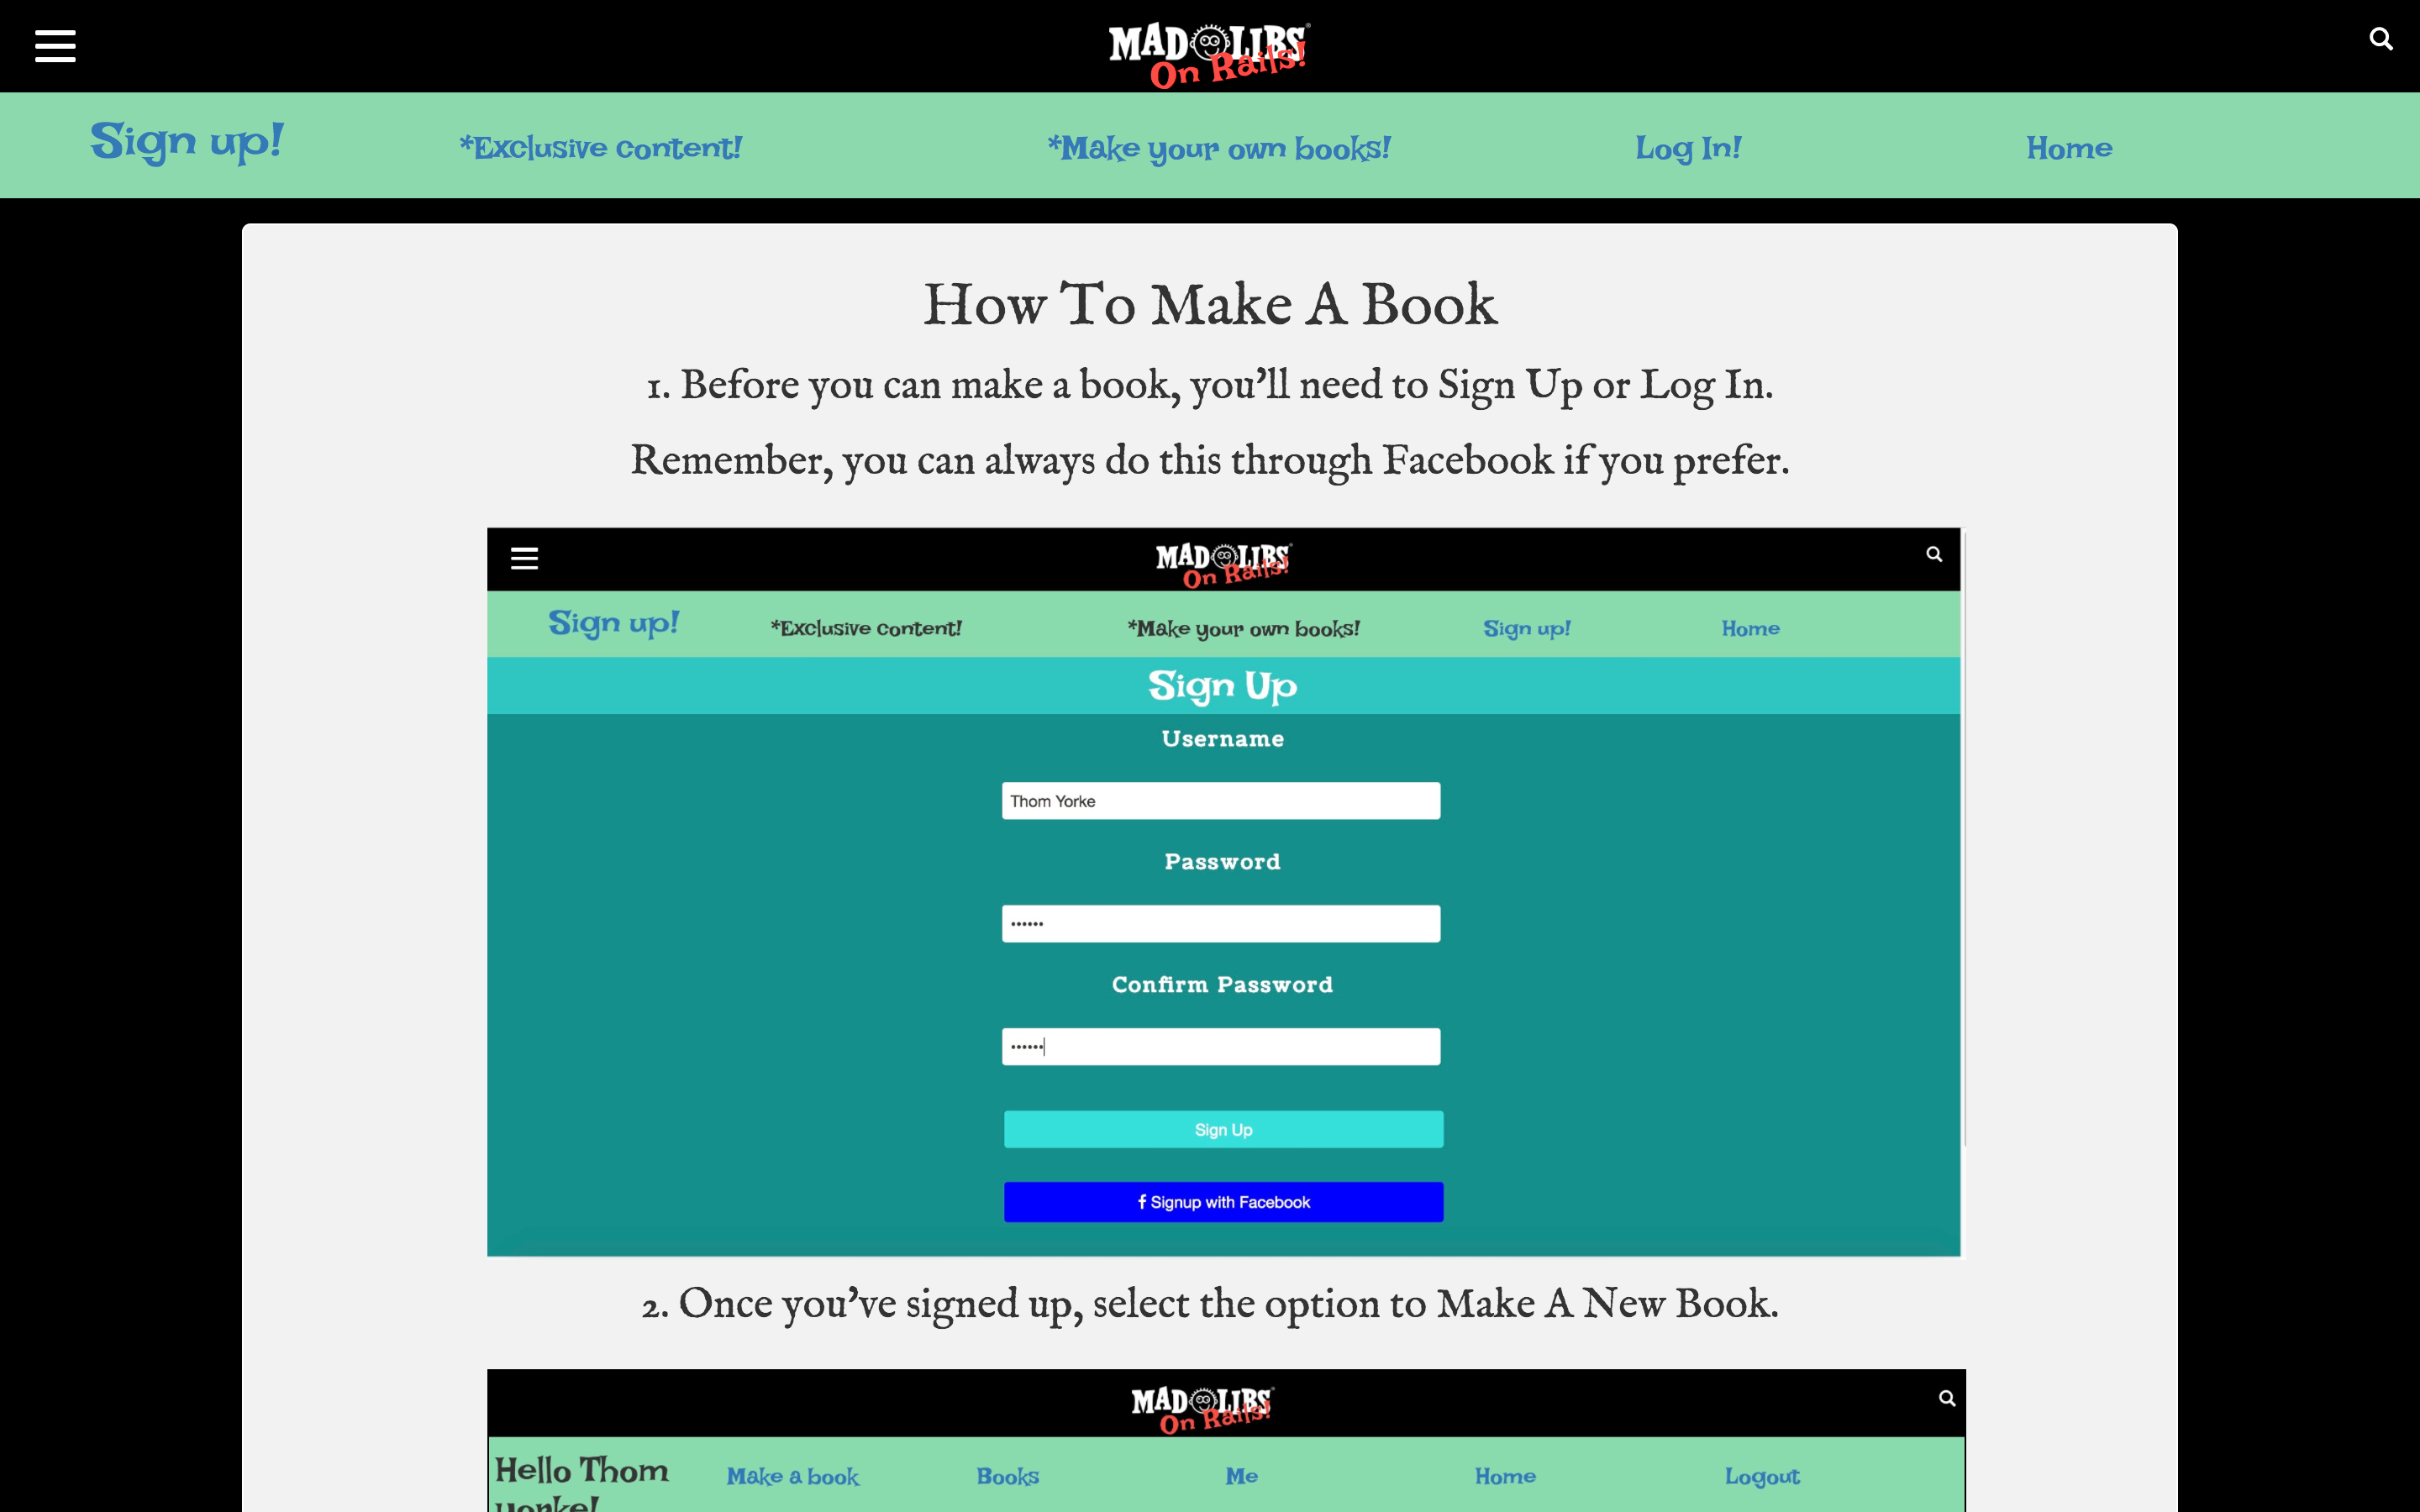 MAD LIBS®
On Rails!
Sign up! *Exclusive content! *Make your own books! Log In! Home
How To Make A Book
1. Before you can make a book, you'll need to Sign Up or Log In.
Remember, you can always do this through Facebook if you prefer.
MAD LIBS®
On Rails!
Sign up! *Exclusive content! *Make your own books! Sign up! Home
Sign Up
Username
Thom Yorke
Password
••••••
Confirm Password
••••••
Sign Up
f Signup with Facebook
2. Once you've signed up, select the option to Make A New Book.
MAD LIBS®
On Rails!
Hello Thom Make a book Books Me Home Logout
yorke!